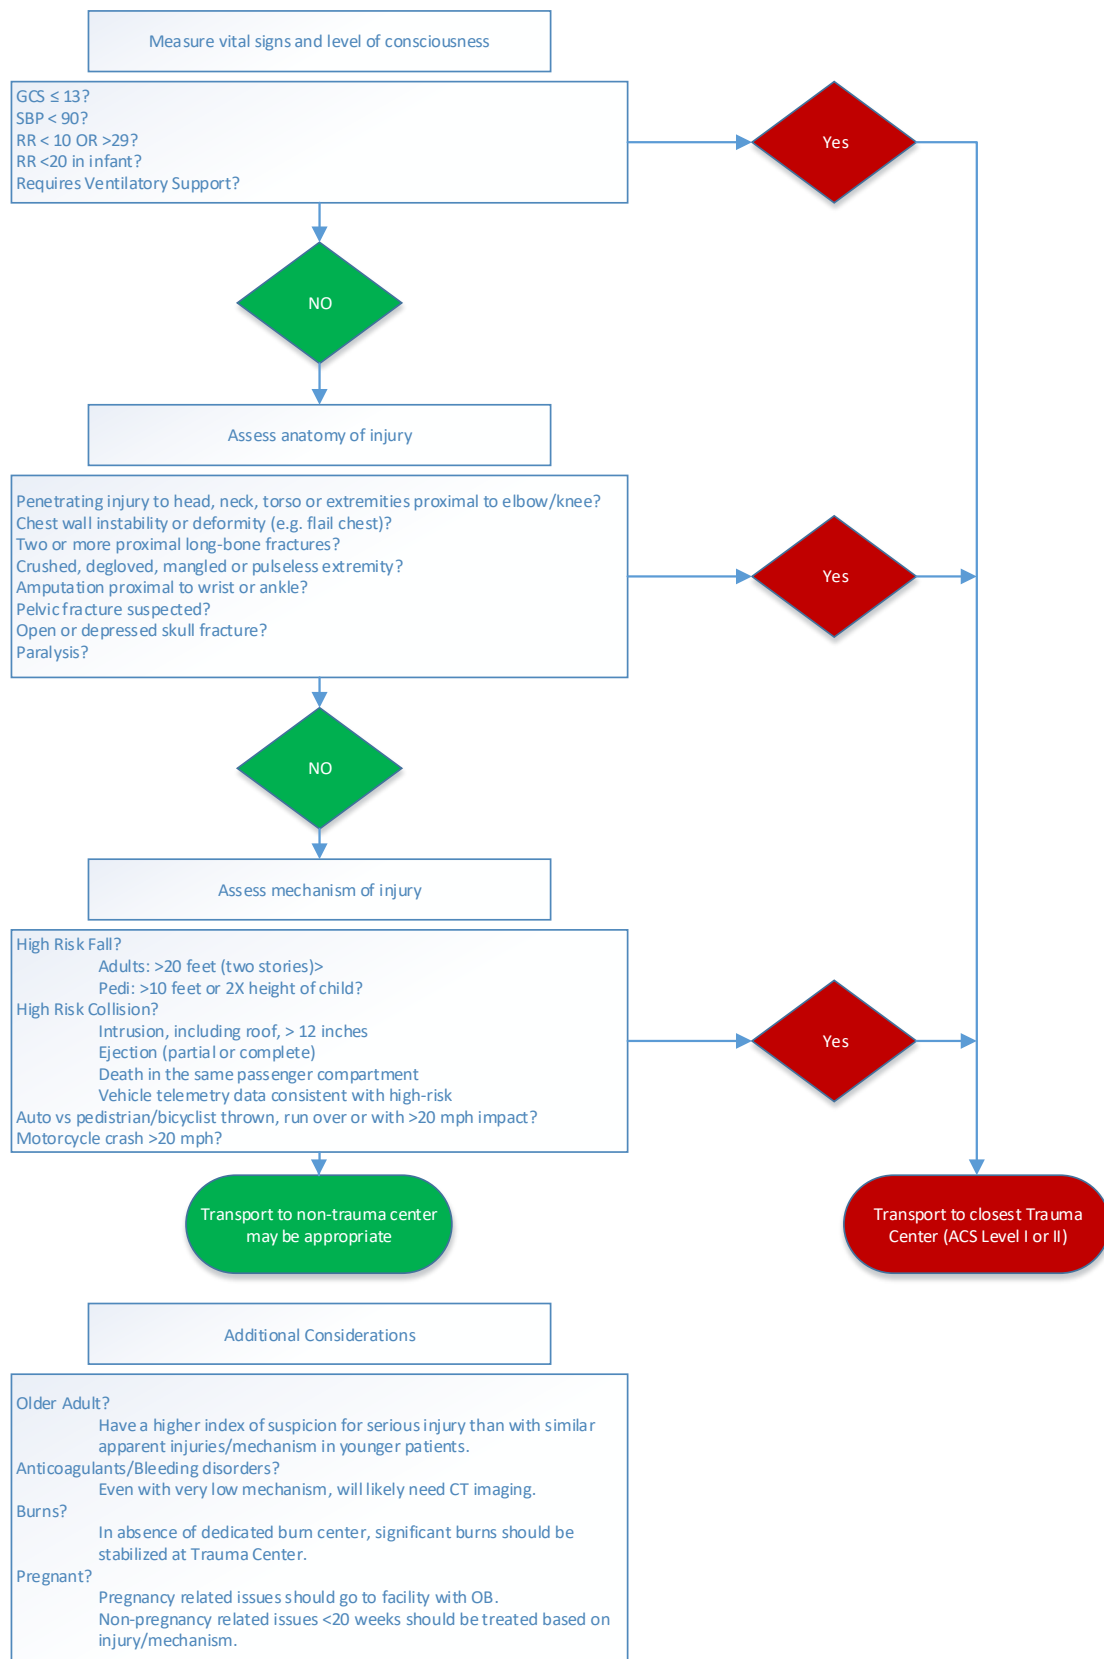 Measure vital signs and level of consciousness
GCS ≤ 13?
SBP < 90?
RR < 10 OR >29?
RR <20 in infant?
Requires Ventilatory Support?
Yes
NO
Assess anatomy of injury
Penetrating injury to head, neck, torso or extremities proximal to elbow/knee?
Chest wall instability or deformity (e.g. flail chest)?
Two or more proximal long-bone fractures?
Crushed, degloved, mangled or pulseless extremity?
Amputation proximal to wrist or ankle?
Pelvic fracture suspected?
Open or depressed skull fracture?
Paralysis?
Yes
NO
Assess mechanism of injury
High Risk Fall?
Adults: >20 feet (two stories)>
Pedi: >10 feet or 2X height of child?
High Risk Collision?
Intrusion, including roof, > 12 inches
Ejection (partial or complete)
Death in the same passenger compartment
Vehicle telemetry data consistent with high-risk
Auto vs pedistrian/bicyclist thrown, run over or with >20 mph impact?
Motorcycle crash >20 mph?
Yes
Transport to non-trauma center
may be appropriate
Transport to closest Trauma
Center (ACS Level I or II)
Additional Considerations
Older Adult?
Have a higher index of suspicion for serious injury than with similar
apparent injuries/mechanism in younger patients.
Anticoagulants/Bleeding disorders?
Even with very low mechanism, will likely need CT imaging.
Burns?
In absence of dedicated burn center, significant burns should be
stabilized at Trauma Center.
Pregnant?
Pregnancy related issues should go to facility with OB.
Non-pregnancy related issues <20 weeks should be treated based on
injury/mechanism.